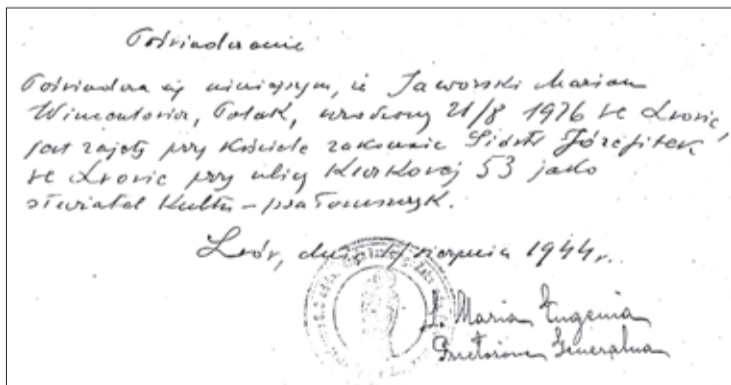 Poświadczenie
Poświadcza się niniejszym, że Jaworski Marian
Wincentowicz, Polak, urodzony 21/8 1926 we Lwowie,
jest zajęty przy kościele zakonnie Sióstr Józefitek
we Lwowie przy ulicy Kurkowej 53 jako
Kultu –
Lwów, dnia sierpnia 1944 r.
S. Maria Eugenia
Przełożona Generalna